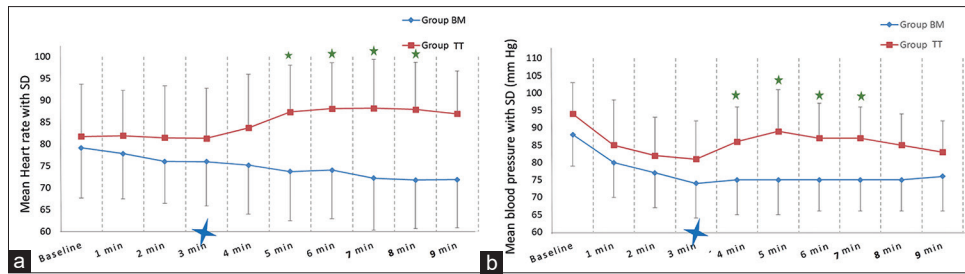 Group BM
Group TT
Mean Heart rate with SD
100
95
90
85
80
75
70
65
60
Baseline
1 min
2 min
3 min
4 min
5 min
6 min
7 min
8 min
9 min
a
Group BM
Group TT
Mean blood pressure with SD (mm Hg)
110
105
100
95
90
85
80
75
70
65
60
Baseline
1 min
2 min
3 min
4 min
5 min
6 min
7 min
8 min
9 min
b